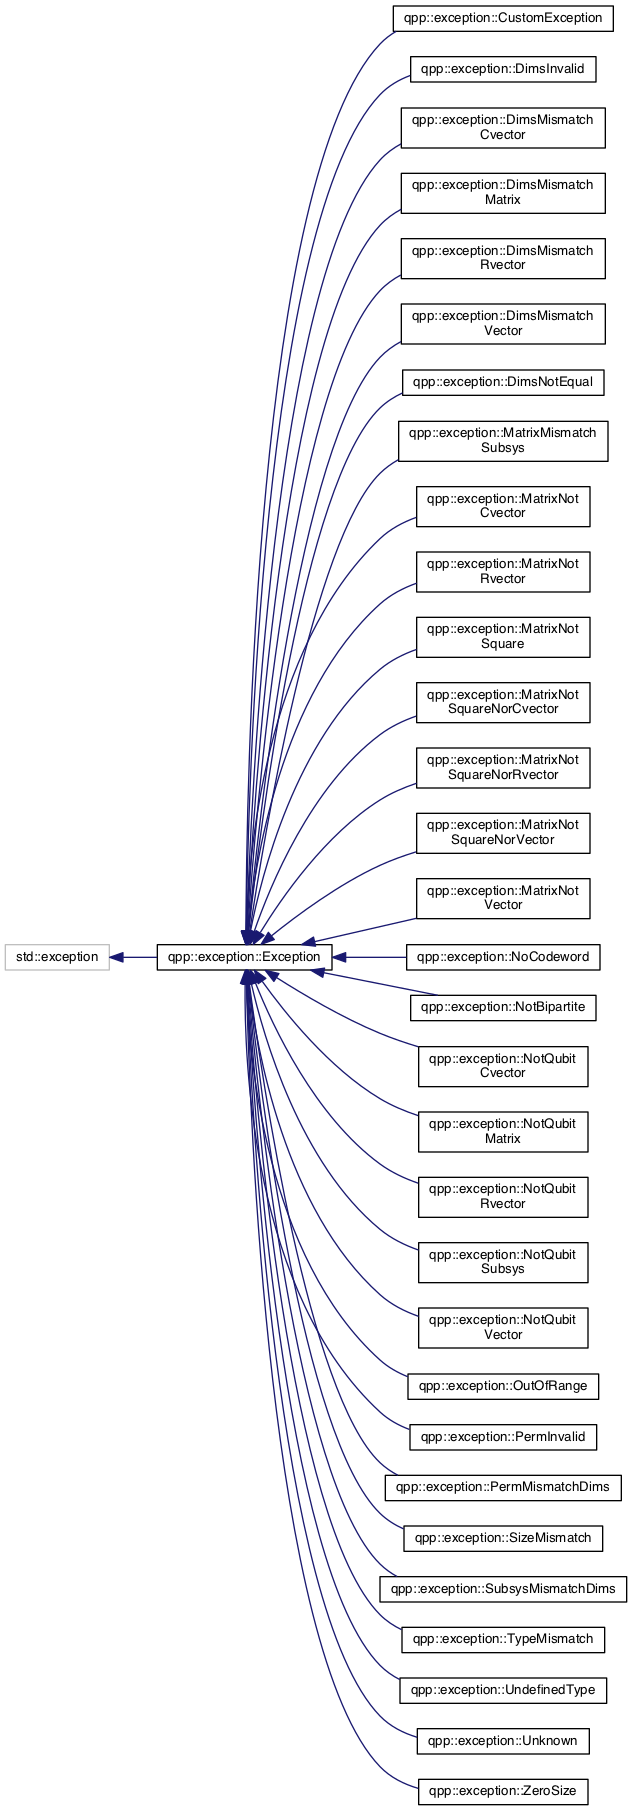 qpp::exception::CustomException
qpp::exception::DimsInvalid
qpp::exception::DimsMismatch
Cvector
qpp::exception::DimsMismatch
Matrix
qpp::exception::DimsMismatch
Rvector
qpp::exception::DimsMismatch
Vector
qpp::exception::DimsNotEqual
qpp::exception::MatrixMismatch
Subsys
qpp::exception::MatrixNot
Cvector
qpp::exception::MatrixNot
Rvector
qpp::exception::MatrixNot
Square
qpp::exception::MatrixNot
SquareNorCvector
qpp::exception::MatrixNot
SquareNorRvector
qpp::exception::MatrixNot
SquareNorVector
qpp::exception::MatrixNot
Vector
std::exception
qpp::exception::Exception
qpp::exception::NoCodeword
qpp::exception::NotBipartite
qpp::exception::NotQubit
Cvector
qpp::exception::NotQubit
Matrix
qpp::exception::NotQubit
Rvector
qpp::exception::NotQubit
Subsys
qpp::exception::NotQubit
Vector
qpp::exception::OutOfRange
qpp::exception::PermInvalid
qpp::exception::PermMismatchDims
qpp::exception::SizeMismatch
qpp::exception::SubsysMismatchDims
qpp::exception::TypeMismatch
qpp::exception::UndefinedType
qpp::exception::Unknown
qpp::exception::ZeroSize